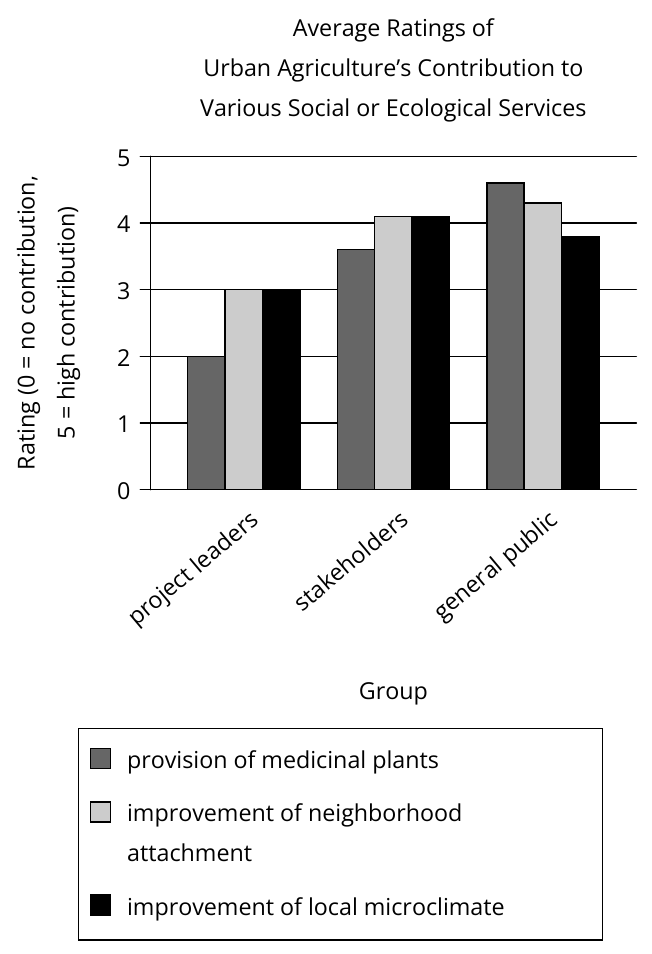 Average Ratings of
Urban Agriculture’s Contribution to
Various Social or Ecological Services
Rating (0 = no contribution,
5 = high contribution)
5
4
3
2
1
0
project leaders
stakeholders
general public
Group
provision of medicinal plants
improvement of neighborhood
attachment
improvement of local microclimate